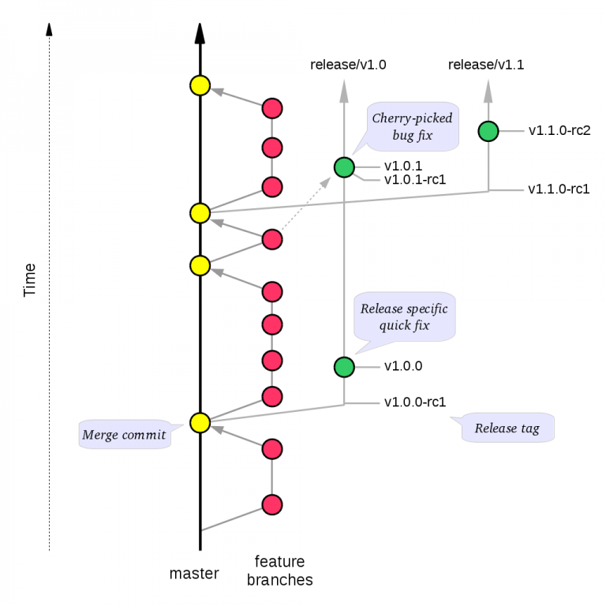 release/v1.0
release/v1.1
Cherry-picked
bug fix
v1.1.0-rc2
v1.0.1
v1.0.1-rc1
v1.1.0-rc1
Time
Release specific
quick fix
v1.0.0
v1.0.0-rc1
Merge commit
Release tag
master
feature
branches